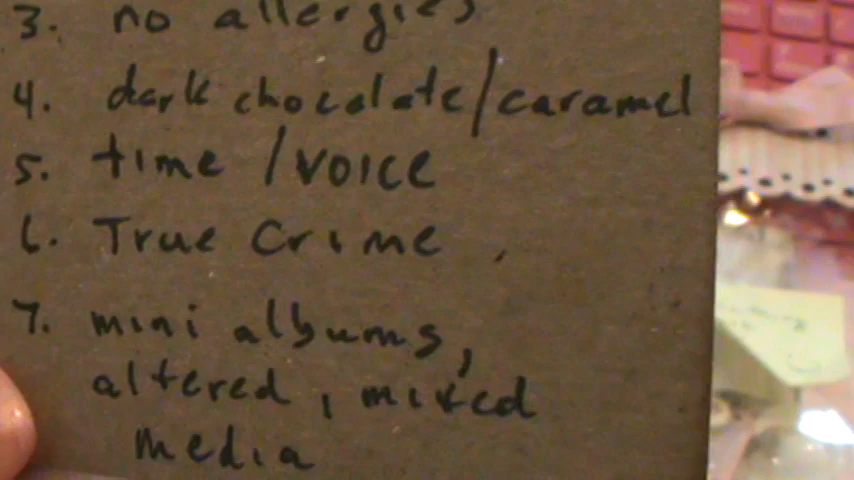 3. no allergies
4. dark chocolate/caramel
5. time /voice
6. True Crime
7. mini albums,
altered, mixed
media